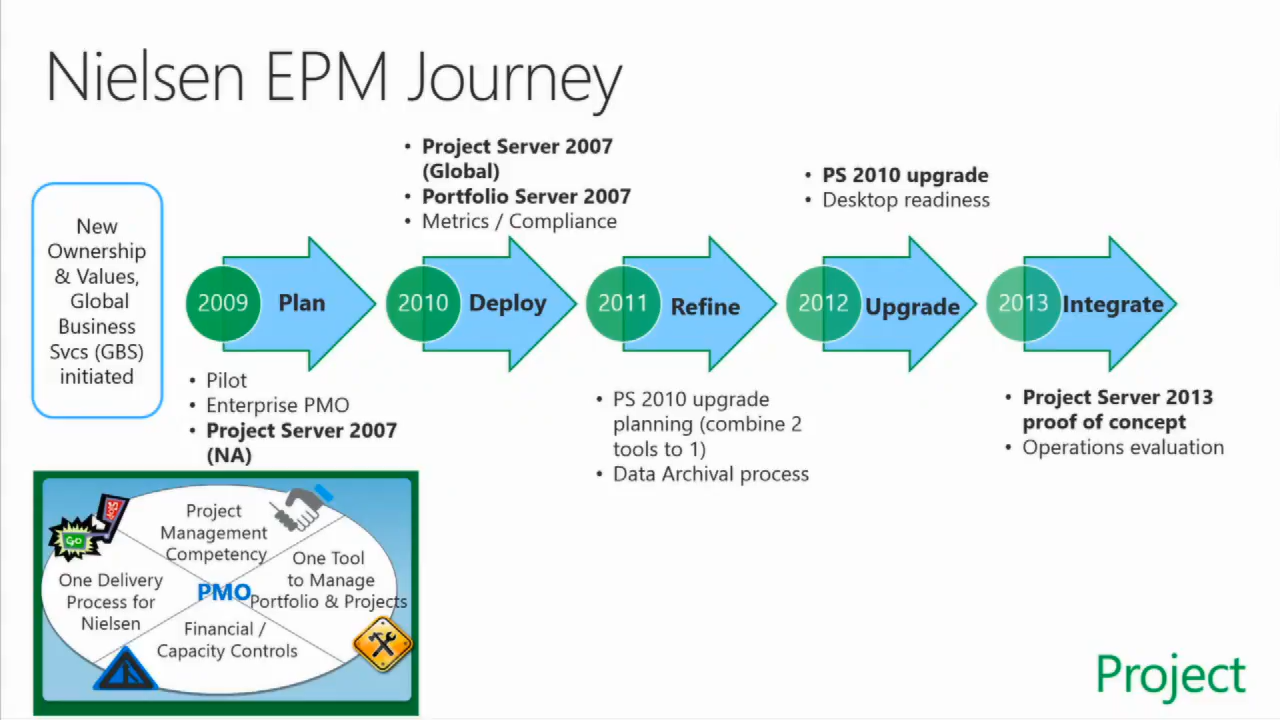 Nielsen EPM Journey
New
Ownership
& Values,
Global
Business
Svcs (GBS)
initiated
2009
Plan
• Pilot
• Enterprise PMO
• Project Server 2007
(NA)
• Project Server 2007
(Global)
• Portfolio Server 2007
• Metrics / Compliance
2010
Deploy
2011
Refine
• PS 2010 upgrade
planning (combine 2
tools to 1)
• Data Archival process
• PS 2010 upgrade
• Desktop readiness
2012
Upgrade
2013
Integrate
• Project Server 2013
proof of concept
• Operations evaluation
GO
Project
Management
Competency
One Delivery
Process for
Nielsen
PMO
One Tool
to Manage
Portfolio & Projects
Financial /
Capacity Controls
Project